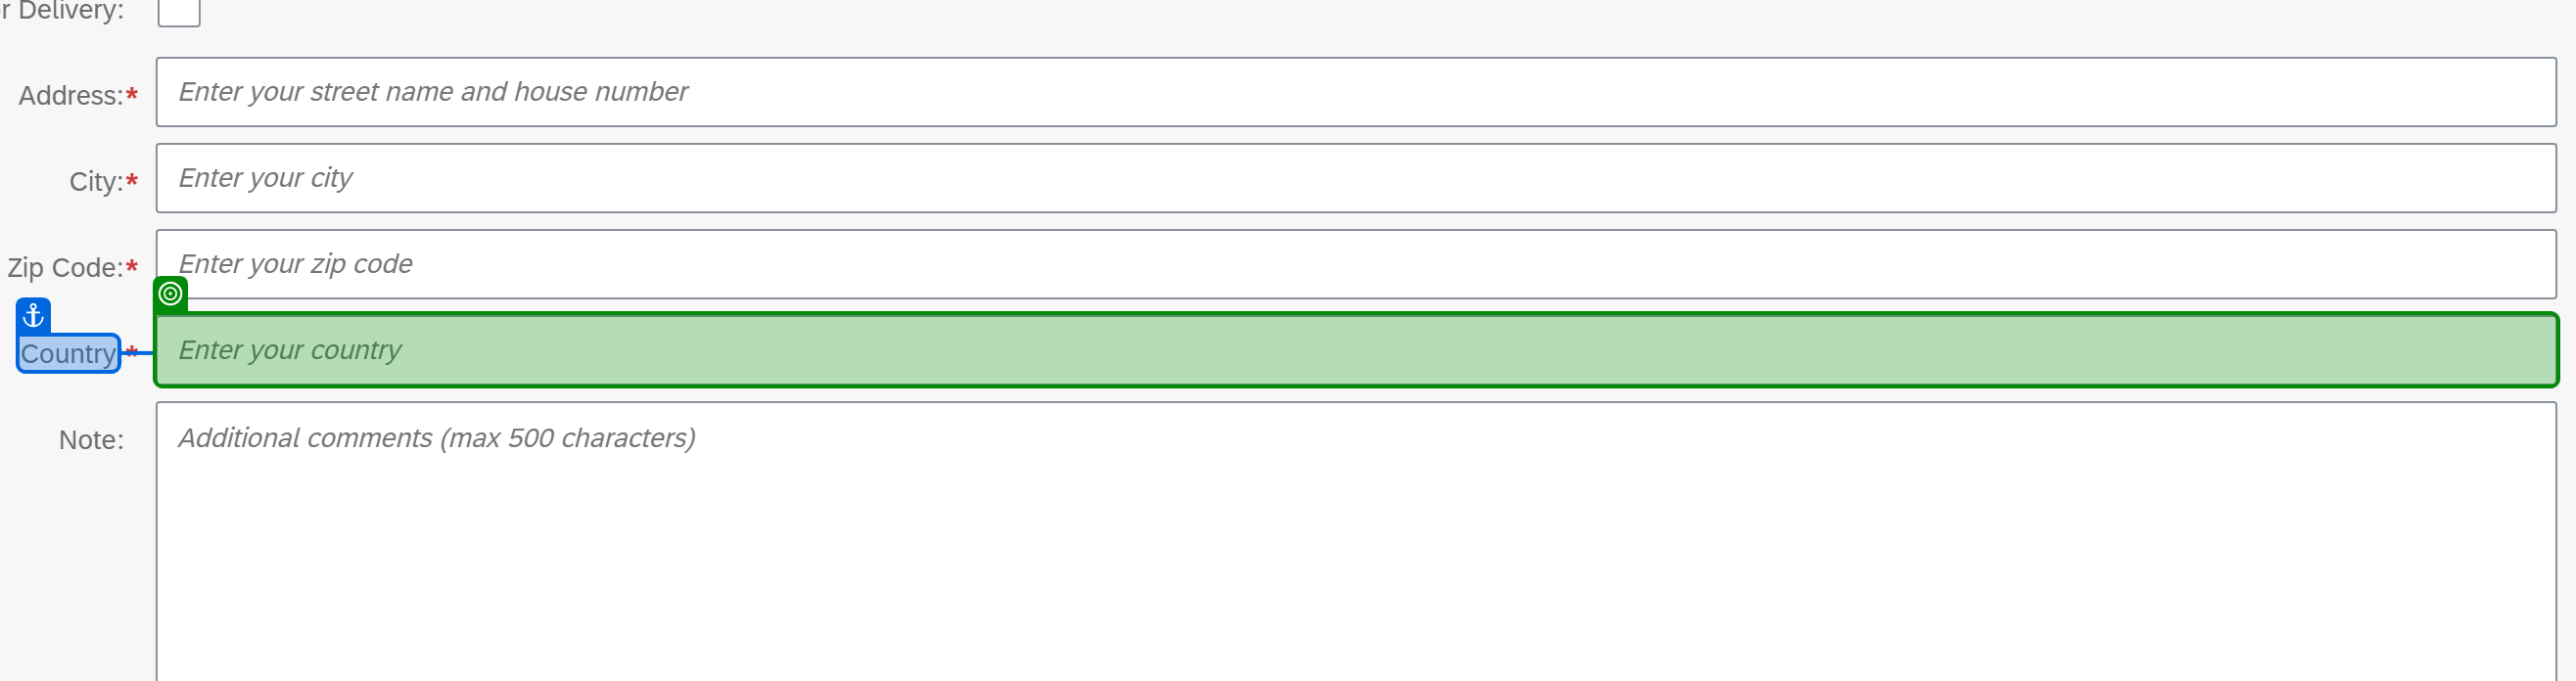 r Delivery:
Address:* Enter your street name and house number
City:* Enter your city
Zip Code:* Enter your zip code
Country * Enter your country
Note: Additional comments (max 500 characters)